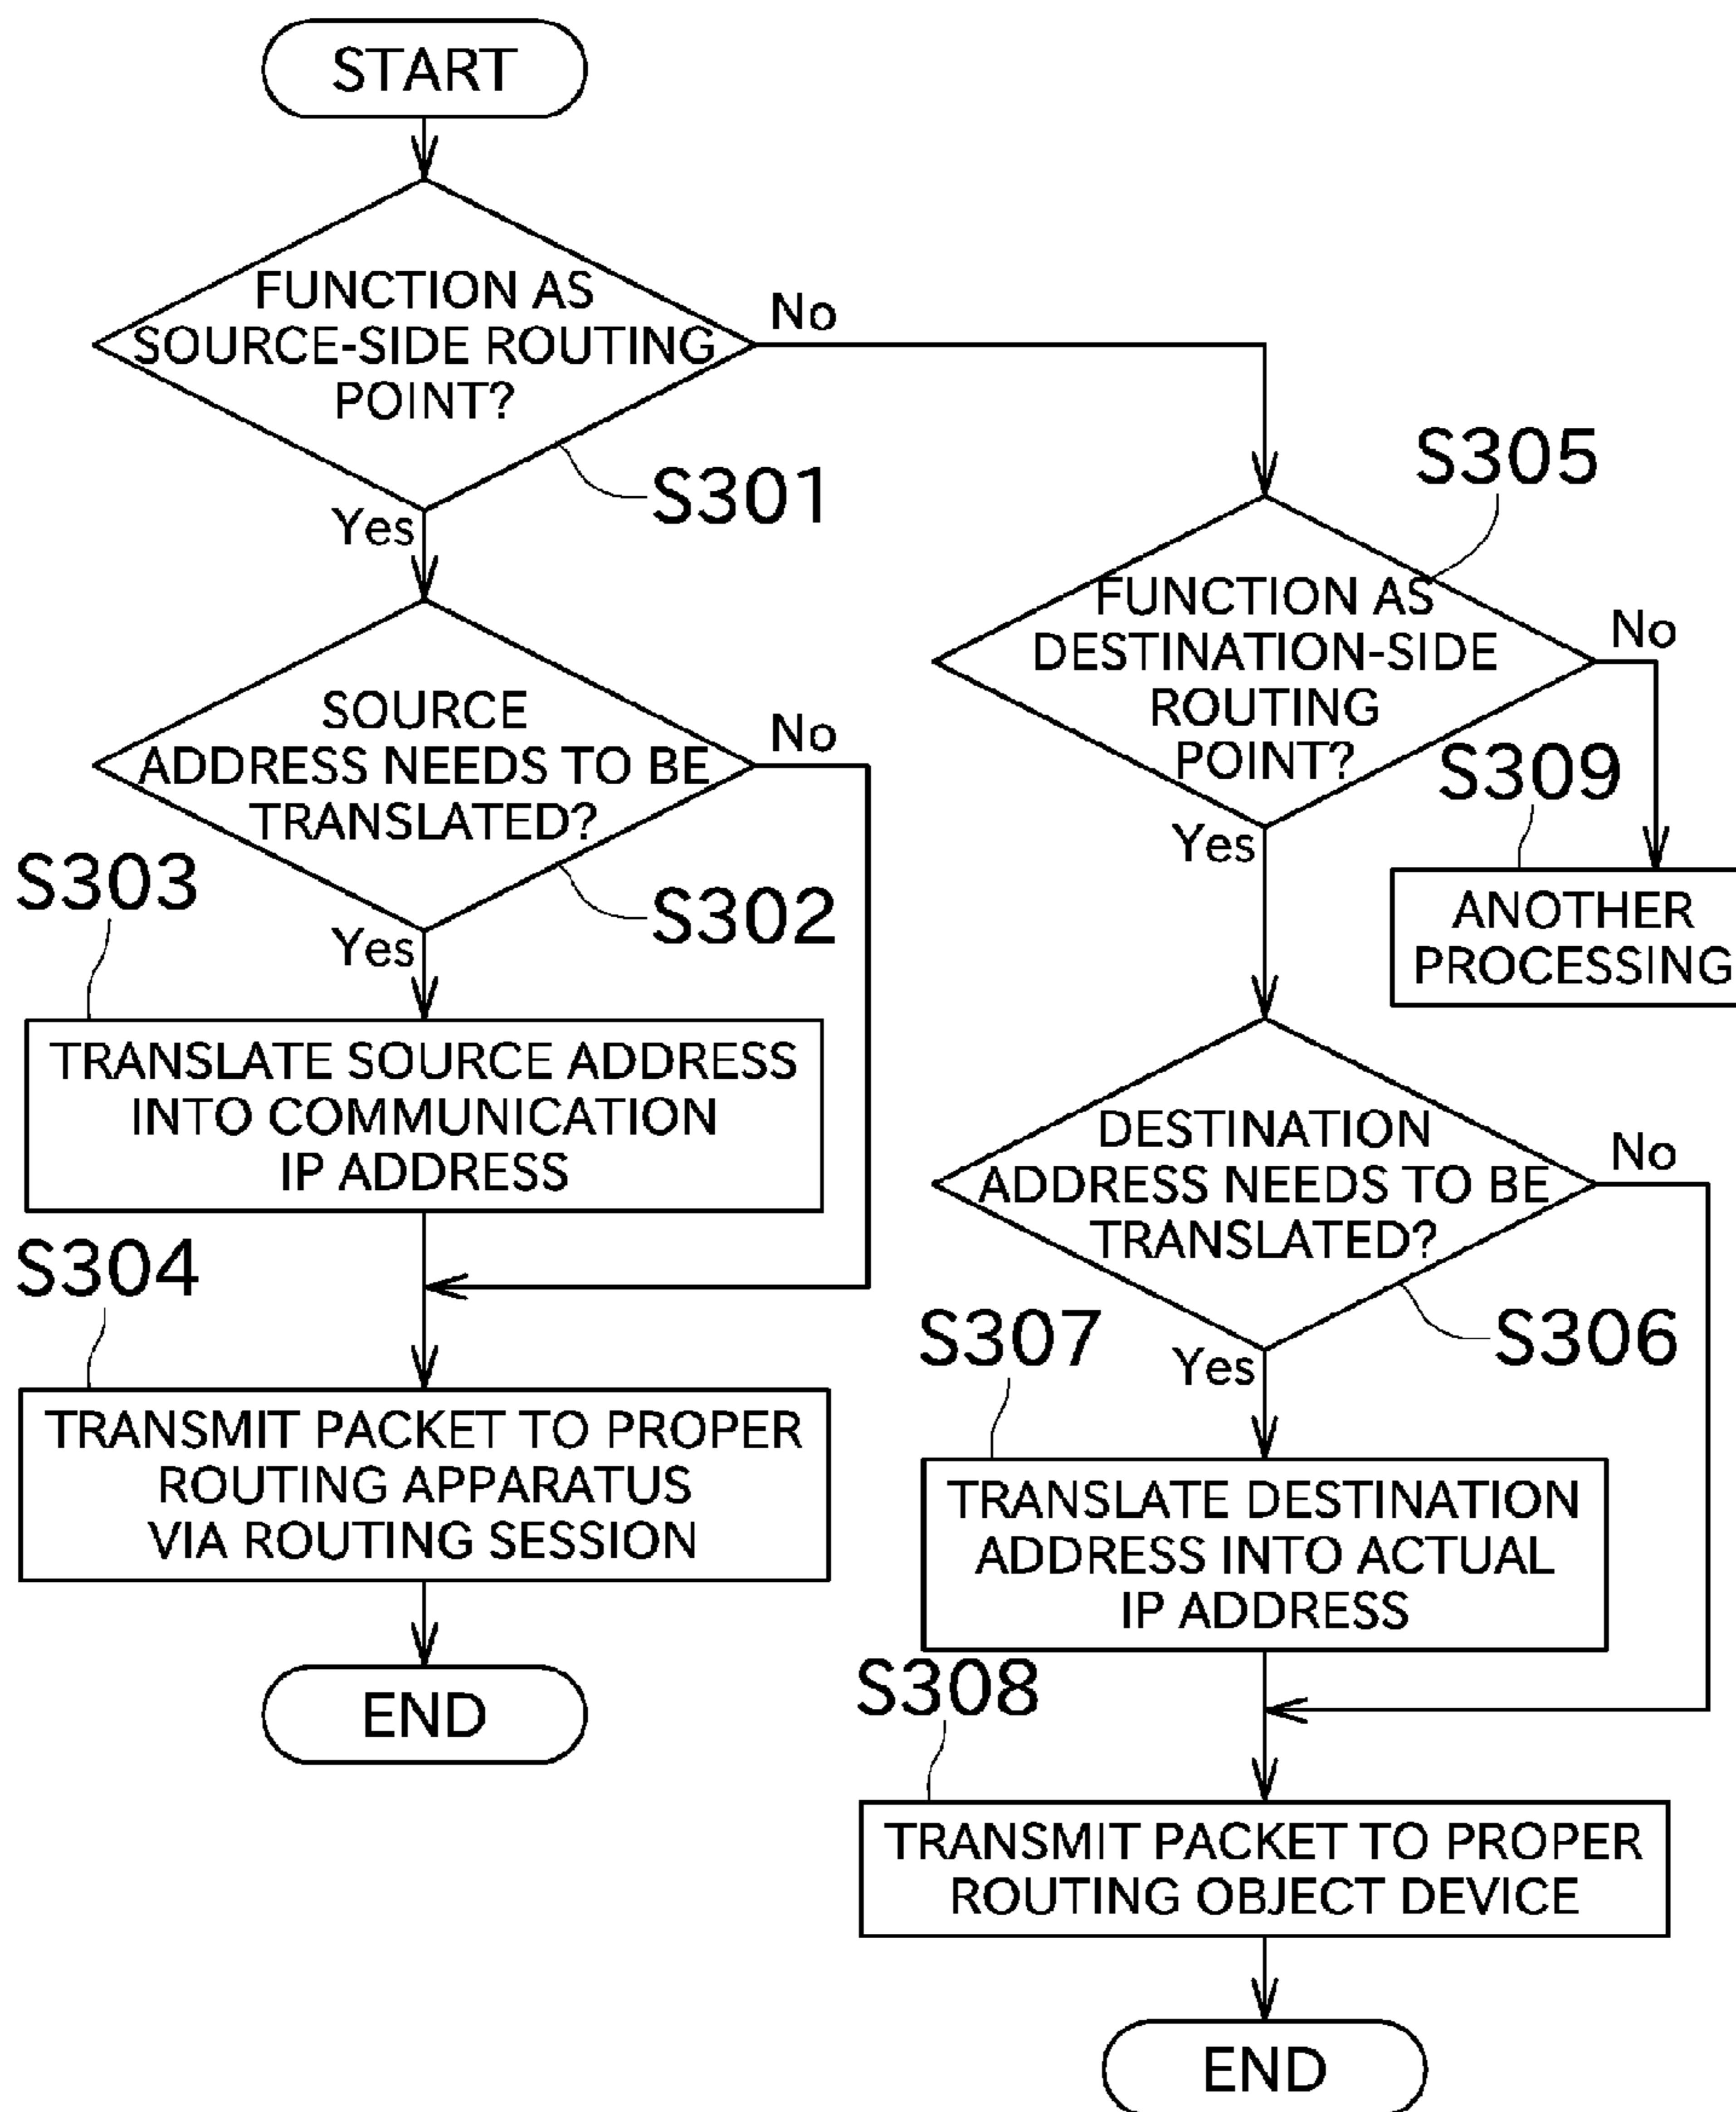 START
FUNCTION AS
SOURCE-SIDE ROUTING
POINT?
No
S301
Yes
SOURCE
ADDRESS NEEDS TO BE
TRANSLATED?
No
S302
Yes
S303
TRANSLATE SOURCE ADDRESS
INTO COMMUNICATION
IP ADDRESS
S304
TRANSMIT PACKET TO PROPER
ROUTING APPARATUS
VIA ROUTING SESSION
END
S305
FUNCTION AS
DESTINATION-SIDE
ROUTING
POINT?
No
S309
ANOTHER
PROCESSING
Yes
DESTINATION
ADDRESS NEEDS TO BE
TRANSLATED?
No
S306
Yes
S307
TRANSLATE DESTINATION
ADDRESS INTO ACTUAL
IP ADDRESS
S308
TRANSMIT PACKET TO PROPER
ROUTING OBJECT DEVICE
END